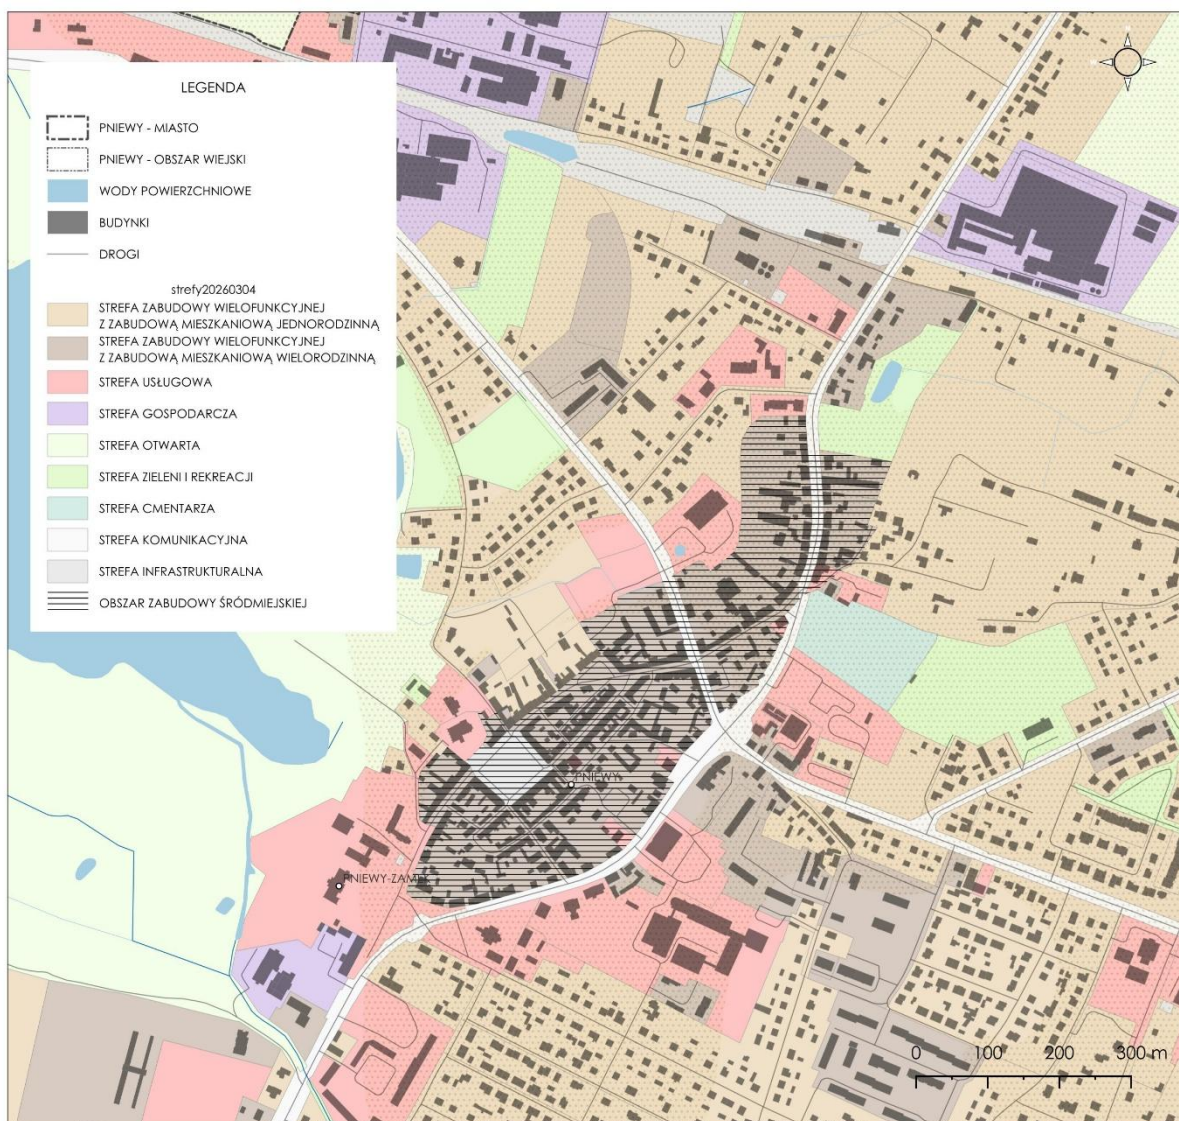 LEGENDA
PNIEWY - MIASTO
PNIEWY - OBSZAR WIEJSKI
WODY POWIERZCHNIOWE
BUDYNKI
DROGI
strefy20260304
STREFA ZABUDOWY WIELOFUNKCYJNEJ
Z ZABUDOWĄ MIESZKANIOWĄ JEDNORODZINNĄ
STREFA ZABUDOWY WIELOFUNKCYJNEJ
Z ZABUDOWĄ MIESZKANIOWĄ WIELORODZINNĄ
STREFA USŁUGOWA
STREFA GOSPODARCZA
STREFA OTWARTA
STREFA ZIELENI I REKREACJI
STREFA CMENTARZA
STREFA KOMUNIKACYJNA
STREFA INFRASTRUKTURALNA
OBSZAR ZABUDOWY ŚRÓDMIEJSKIEJ
PNIEWY
PNIEWY-ZAMEK
0 100 200 300 m